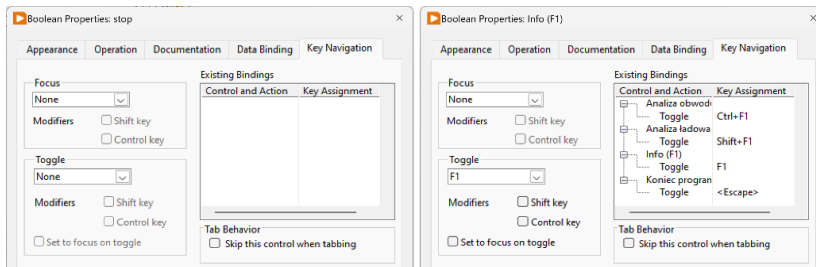 Boolean Properties: stop
Appearance Operation Documentation Data Binding Key Navigation
Focus
None
Modifiers
Shift key
Control key
Toggle
None
Modifiers
Shift key
Control key
Set to focus on toggle
Existing Bindings
Control and Action Key Assignment
Tab Behavior
Skip this control when tabbing
Boolean Properties: Info (F1)
Appearance Operation Documentation Data Binding Key Navigation
Focus
None
Modifiers
Shift key
Control key
Toggle
F1
Modifiers
Shift key
Control key
Set to focus on toggle
Existing Bindings
Control and Action Key Assignment
Analiza obwodu
Toggle Ctrl+F1
Analiza ładowa
Toggle Shift+F1
Info (F1)
Toggle F1
Koniec program
Toggle <Escape>
Tab Behavior
Skip this control when tabbing